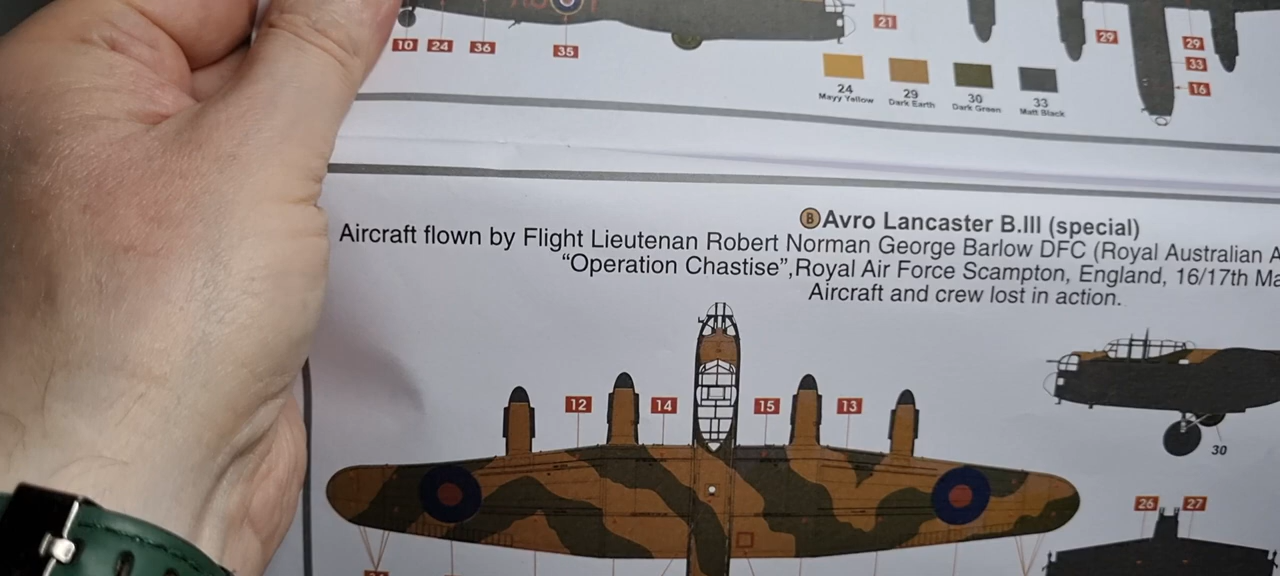 21
10 24 36 35
29
29
33
16
24
Mayy Yellow
29
Dark Earth
30
Dark Green
33
Matt Black
B Avro Lancaster B.III (special)
Aircraft flown by Flight Lieutenan Robert Norman George Barlow DFC (Royal Australian A
“Operation Chastise”,Royal Air Force Scampton, England, 16/17th Ma
Aircraft and crew lost in action.
12 14 15 13
30
26 27